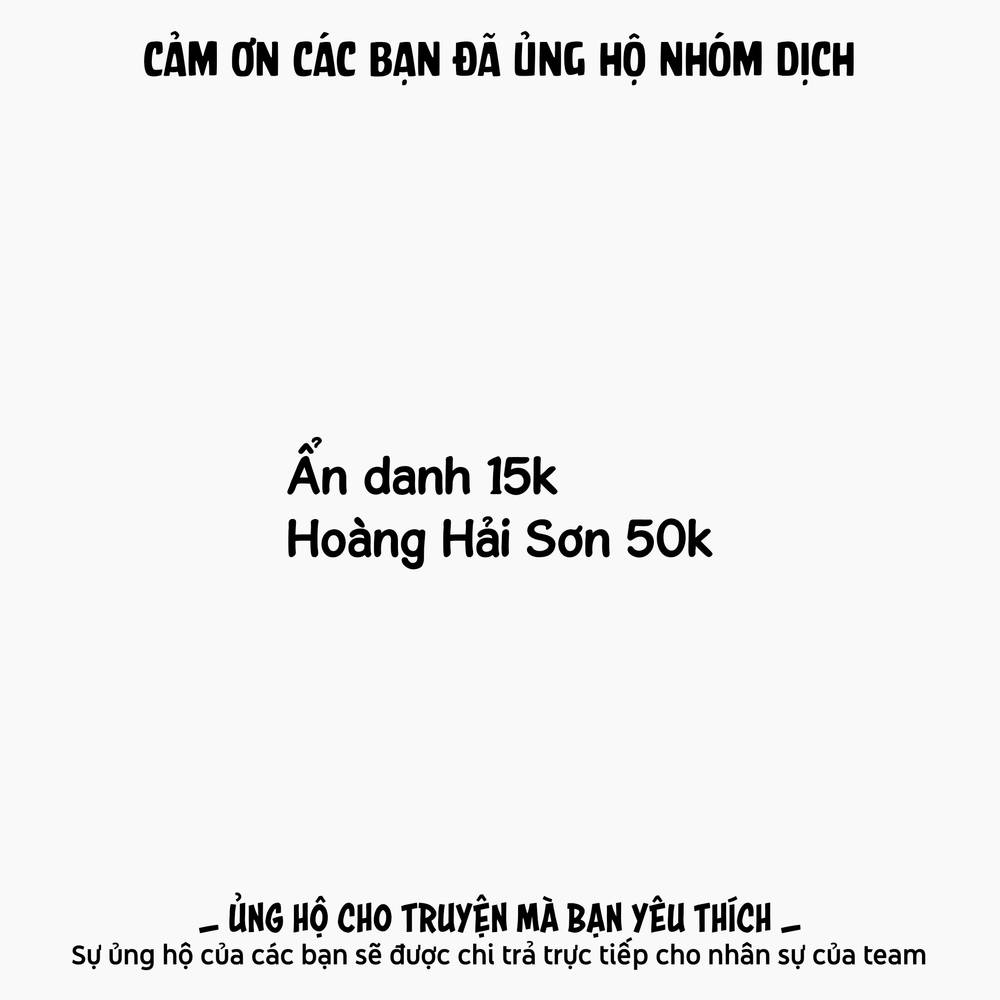 CẢM ƠN CÁC BẠN ĐÃ ỦNG HỘ NHÓM DỊCH
Ẩn danh 15k
Hoàng Hải Sơn 50k
_ ỦNG HỘ CHO TRUYỆN MÀ BẠN YÊU THÍCH _
Sự ủng hộ của các bạn sẽ được chi trả trực tiếp cho nhân sự của team